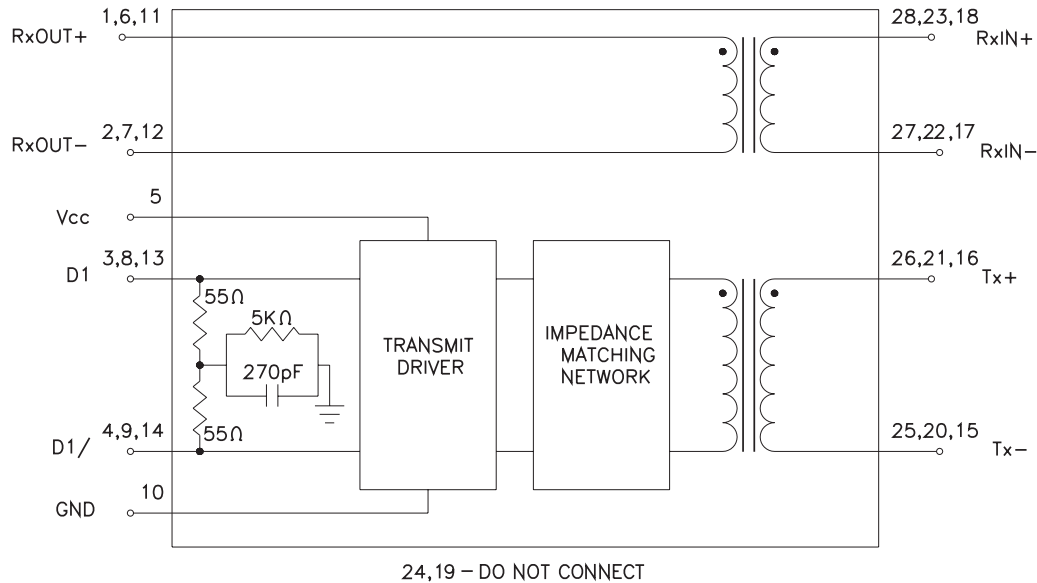 1,6,11
28,23,18
RxOUT+
RxIN+
2,7,12
27,22,17
RxOUT-
RxIN-
5
Vcc
3,8,13
26,21,16
D1
Tx+
55Ω
5KΩ
TRANSMIT
DRIVER
IMPEDANCE
MATCHING
NETWORK
270pF
4,9,14
55Ω
25,20,15
D1/
Tx-
10
GND
24,19 - DO NOT CONNECT